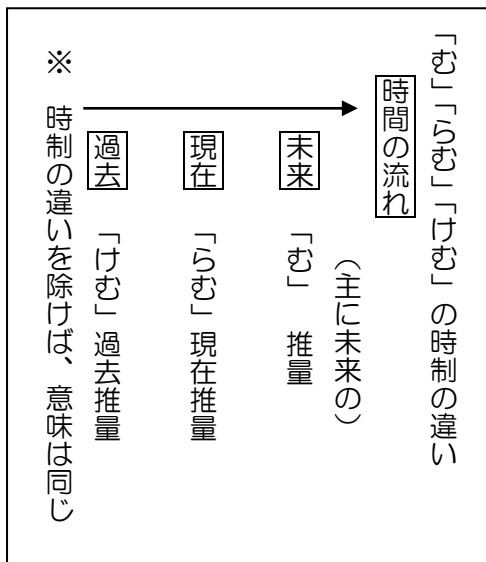 「む」「らむ」「けむ」の時制の違い
時間の流れ
(主に未来の)
未来 「む」 推量
現在 「らむ」現在推量
過去 「けむ」過去推量
※ 時制の違いを除けば、意味は同じ